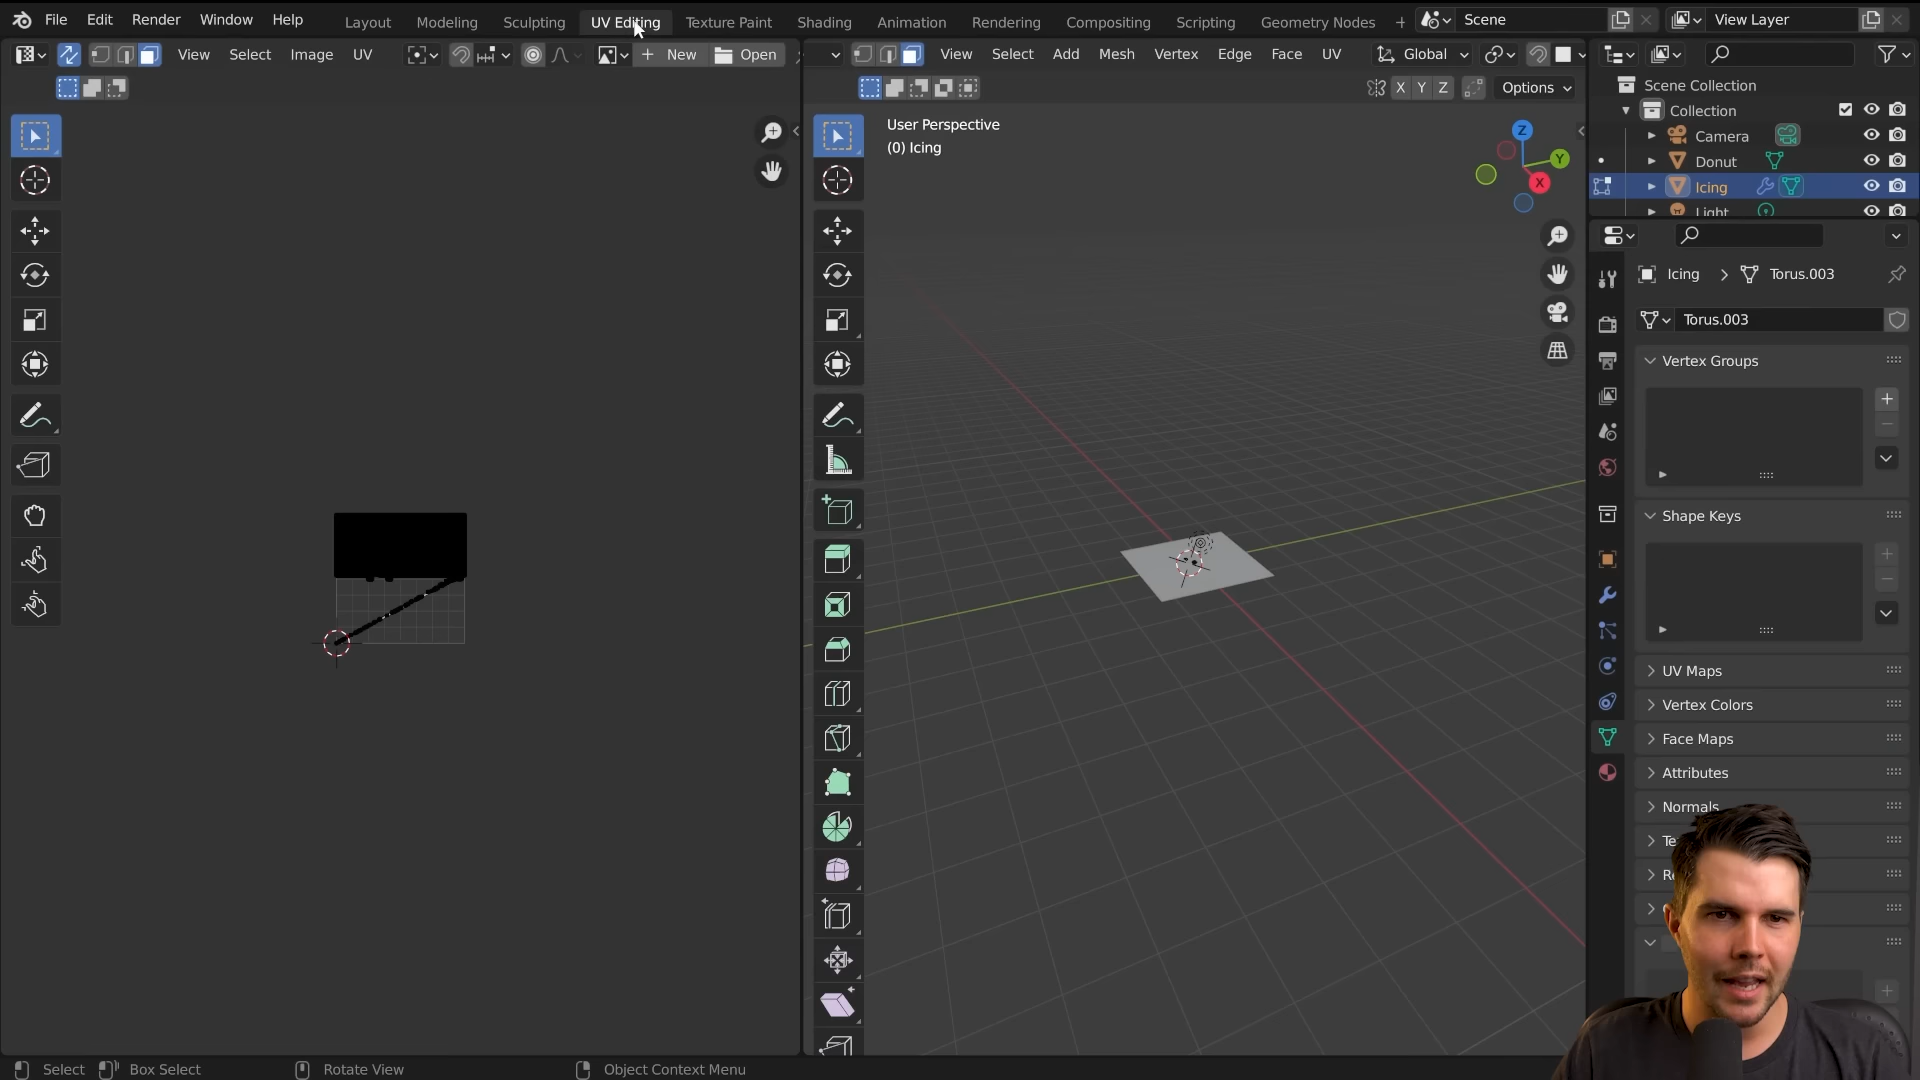 File Edit Render Window Help Layout Modeling Sculpting UV Editing Texture Paint Shading Animation Rendering Compositing Scripting Geometry Nodes + Scene View Layer
View Select Image UV New Open View Select Add Mesh Vertex Edge Face UV Global
X Y Z Options
Scene Collection
Collection
Camera
Donut
Icing
Light
User Perspective
(0) Icing
Z
Y
X
Icing > Torus.003
Torus.003
Vertex Groups
Shape Keys
UV Maps
Vertex Colors
Face Maps
Attributes
Normals
Te
Select Box Select Rotate View Object Context Menu